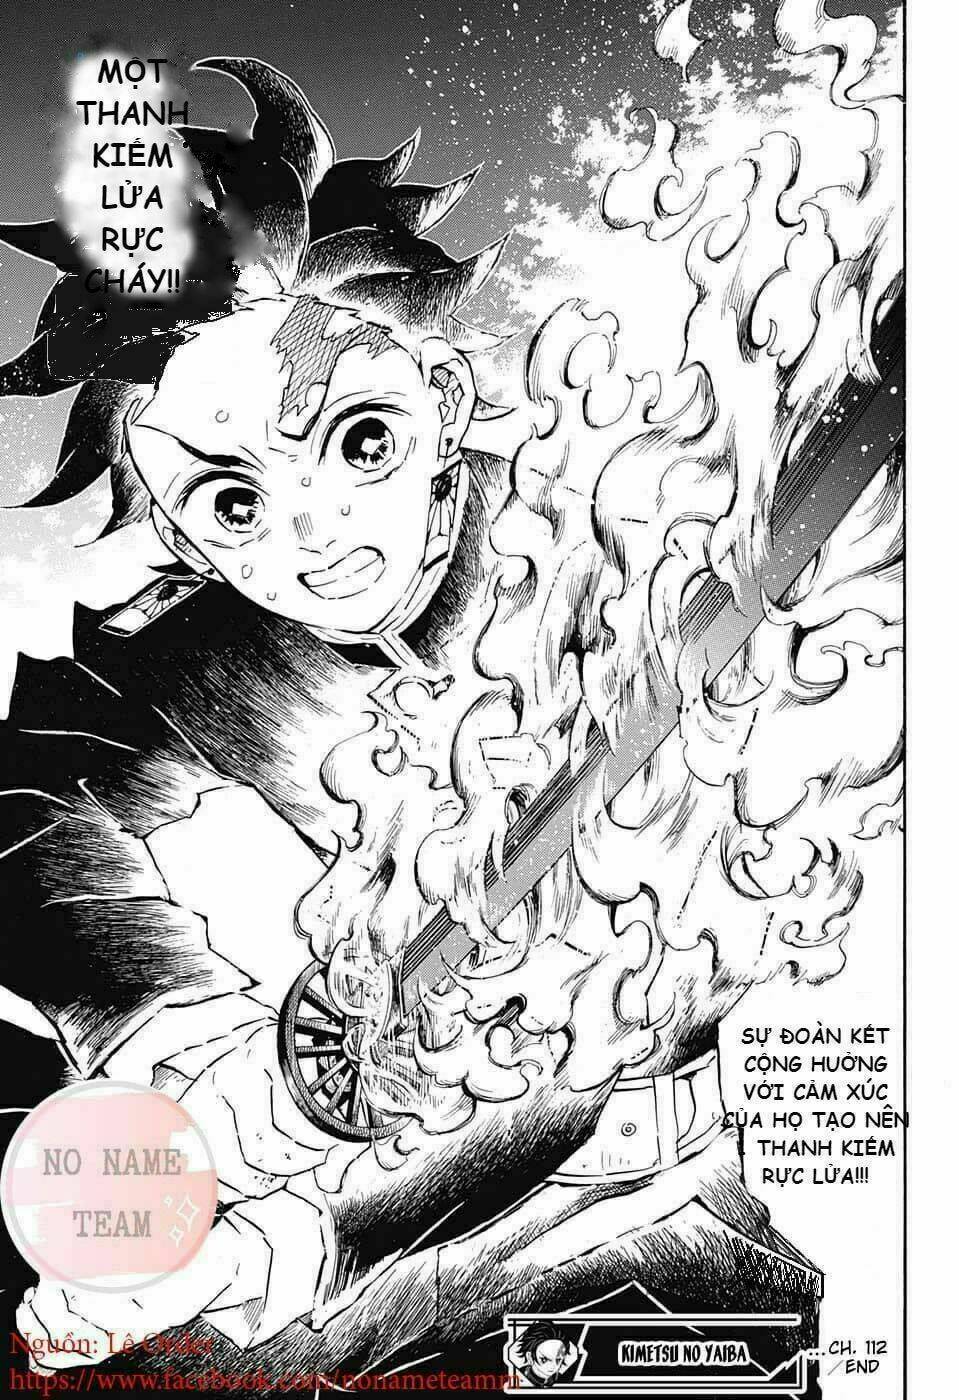 MỘT
THANH
KIẾM
LỬA
RỰC
CHÁY!!
SỰ ĐOÀN KẾT
CỘNG HƯỞNG
VỚI CẢM XÚC
CỦA HỌ TẠO NÊN
1 THANH KIẾM
RỰC LỬA!!!
NO NAME
TEAM
Nguồn: Lê Order
https://www.facebook.com/nonameteamm
KIMETSU NO YAIBA
...CH. 112
END